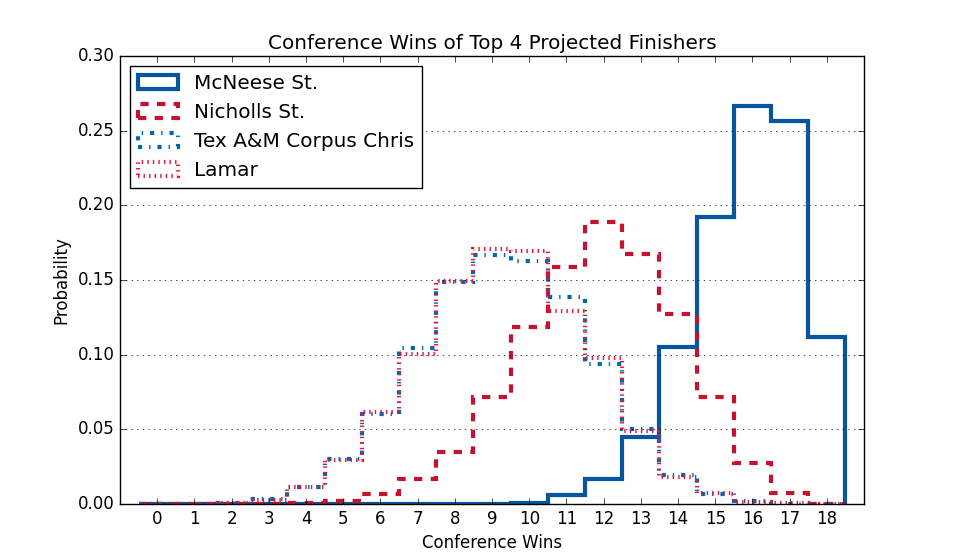 Conference Wins of Top 4 Projected Finishers
0.30
0.25
0.20
0.15
0.10
0.05
0.00
Probability
McNeese St.
Nicholls St.
Tex A&M Corpus Chris
Lamar
0 1 2 3 4 5 6 7 8 9 10 11 12 13 14 15 16 17 18
Conference Wins